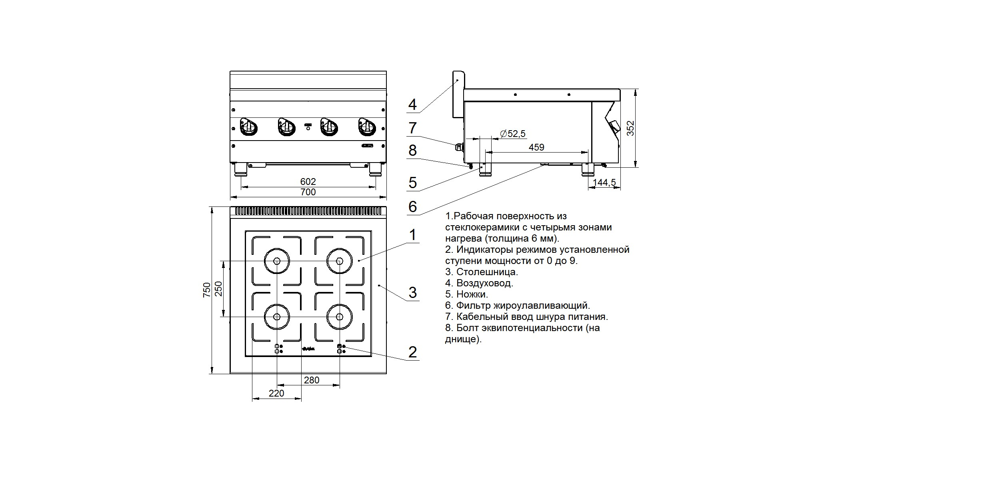 4
7
8
5
6
1
3
2
602
700
Ø52,5
459
352
144,5
750
250
280
220
1.Рабочая поверхность из
стеклокерамики с четырьмя зонами
нагрева (толщина 6 мм).
2. Индикаторы режимов установленной
ступени мощности от 0 до 9.
3. Столешница.
4. Воздуховод.
5. Ножки.
6. Фильтр жироулавливающий.
7. Кабельный ввод шнура питания.
8. Болт эквипотенциальности (на
днище).